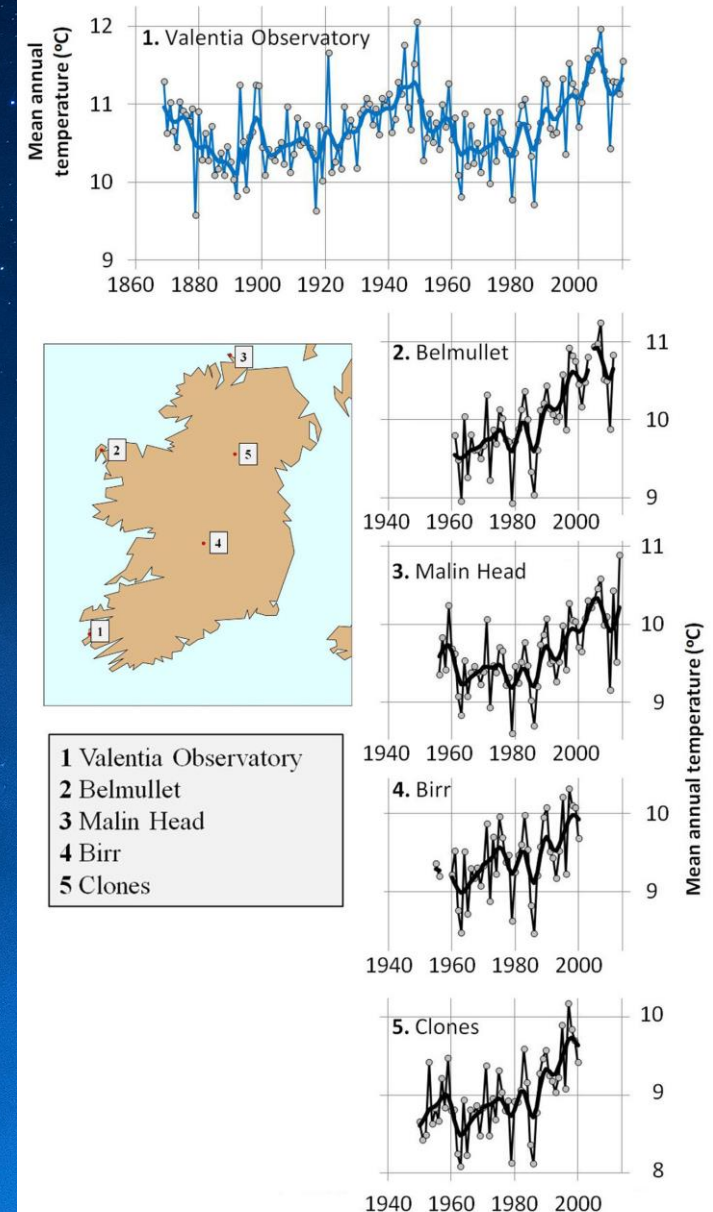 Mean annual
temperature (ºC)
1. Valentia Observatory
12
11
10
9
1860 1880 1900 1920 1940 1960 1980 2000
3
2
5
4
1
1 Valentia Observatory
2 Belmullet
3 Malin Head
4 Birr
5 Clones
2. Belmullet
11
10
9
1940 1960 1980 2000
3. Malin Head
11
10
9
1940 1960 1980 2000
4. Birr
10
9
1940 1960 1980 2000
5. Clones
10
9
8
1940 1960 1980 2000
Mean annual temperature (ºC)